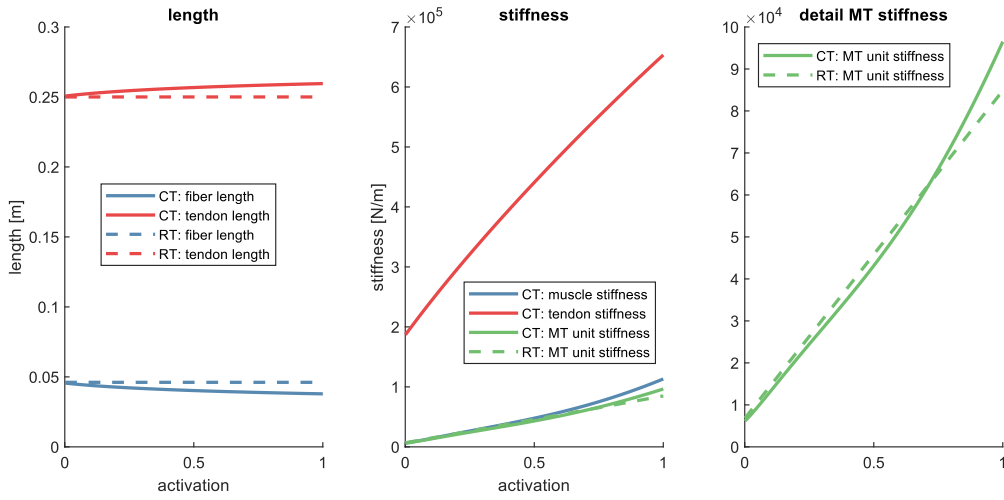 length
0.3
0.25
0.2
0.15
0.1
0.05
0
length [m]
CT: fiber length
CT: tendon length
RT: fiber length
RT: tendon length
0
0.5
1
activation
stiffness
×10⁵
7
6
5
4
3
2
1
0
stiffness [N/m]
CT: muscle stiffness
CT: tendon stiffness
CT: MT unit stiffness
RT: MT unit stiffness
0
0.5
1
activation
detail MT stiffness
×10⁴
10
9
8
7
6
5
4
3
2
1
0
CT: MT unit stiffness
RT: MT unit stiffness
0
0.5
1